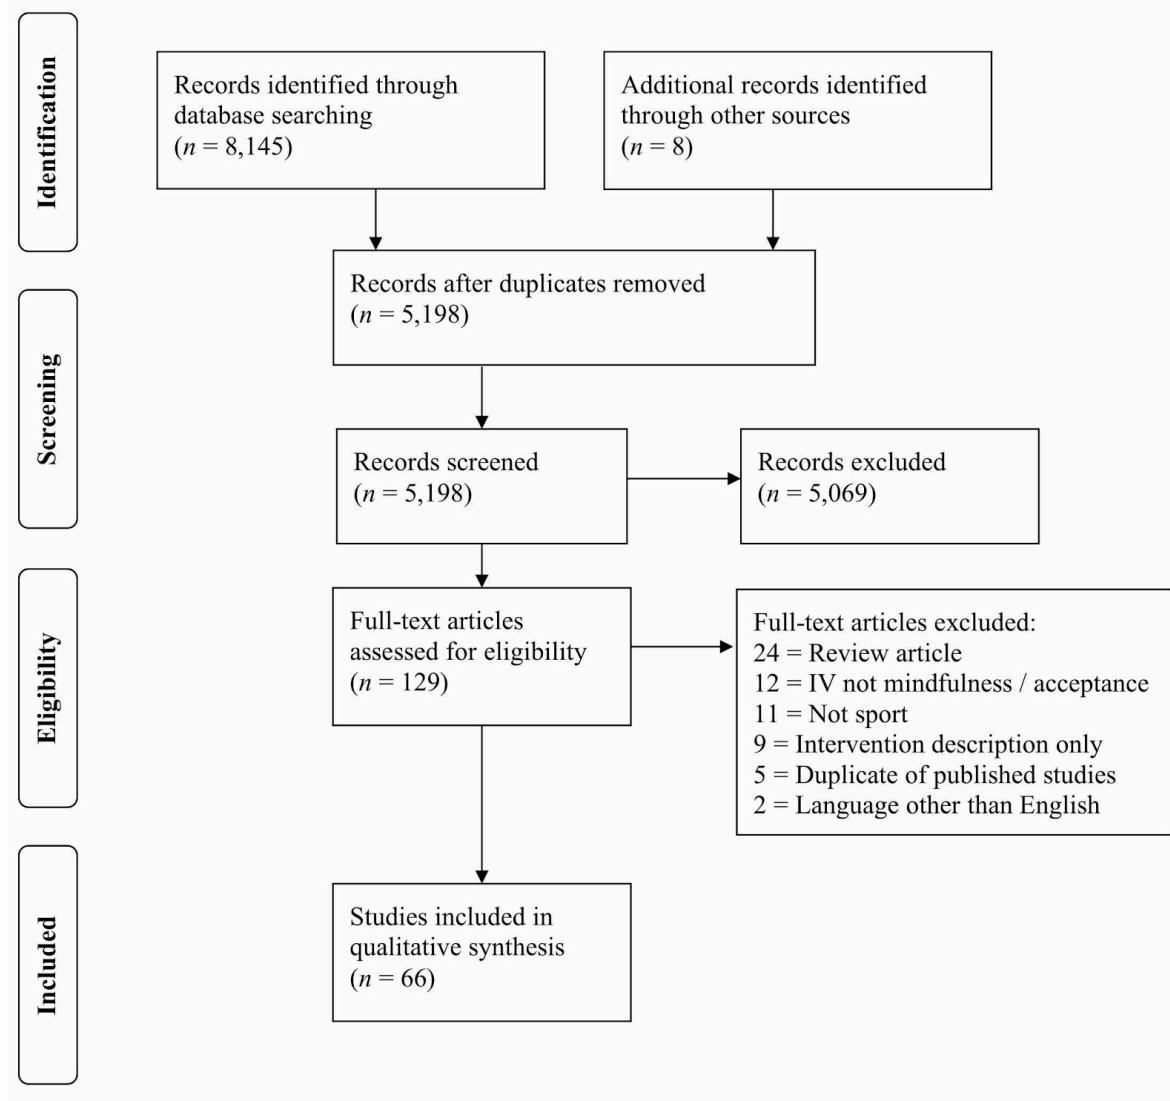 Identification
Records identified through
database searching
(n = 8,145)
Additional records identified
through other sources
(n = 8)
Records after duplicates removed
(n = 5,198)
Screening
Records screened
(n = 5,198)
Records excluded
(n = 5,069)
Eligibility
Full-text articles
assessed for eligibility
(n = 129)
Full-text articles excluded:
24 = Review article
12 = IV not mindfulness / acceptance
11 = Not sport
9 = Intervention description only
5 = Duplicate of published studies
2 = Language other than English
Included
Studies included in
qualitative synthesis
(n = 66)